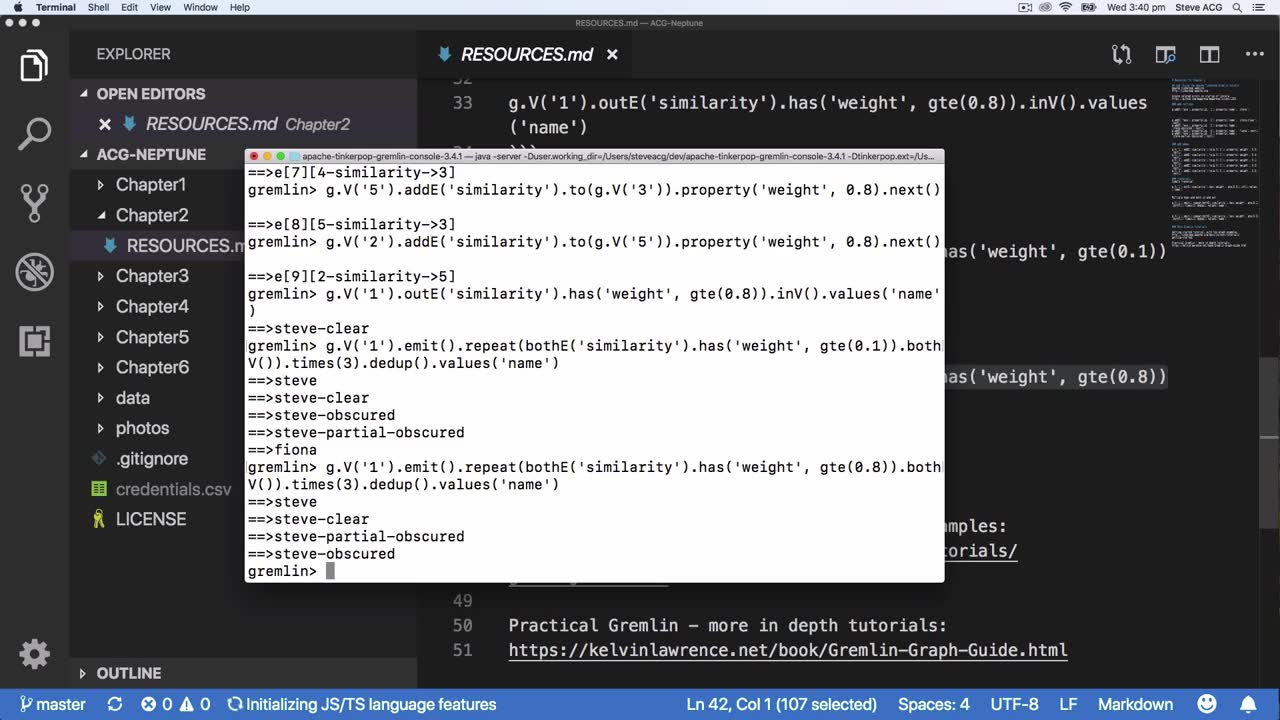 Terminal Shell Edit View Window Help Wed 3:40 pm Steve ACG
RESOURCES.md — ACG-Neptune
EXPLORER
OPEN EDITORS
RESOURCES.md Chapter2
ACG-NEPTUNE
Chapter1
Chapter2
RESOURCES.m
Chapter3
Chapter4
Chapter5
Chapter6
data
photos
.gitignore
credentials.csv
LICENSE
OUTLINE
RESOURCES.md
32
33 g.V('1').outE('similarity').has('weight', gte(0.8)).inV().values
('name')
has('weight', gte(0.1))
has('weight', gte(0.8))
amples:
torials/
49
50 Practical Gremlin – more in depth tutorials:
51 https://kelvinlawrence.net/book/Gremlin-Graph-Guide.html
apache-tinkerpop-gremlin-console-3.4.1 — java -server -Duser.working_dir=/Users/steveacg/dev/apache-tinkerpop-gremlin-console-3.4.1 -Dtinkerpop.ext=/Us...
==>e[7][4-similarity->3]
gremlin> g.V('5').addE('similarity').to(g.V('3')).property('weight', 0.8).next()
==>e[8][5-similarity->3]
gremlin> g.V('2').addE('similarity').to(g.V('5')).property('weight', 0.8).next()
==>e[9][2-similarity->5]
gremlin> g.V('1').outE('similarity').has('weight', gte(0.8)).inV().values('name'
)
==>steve-clear
gremlin> g.V('1').emit().repeat(bothE('similarity').has('weight', gte(0.1)).both
V()).times(3).dedup().values('name')
==>steve
==>steve-clear
==>steve-obscured
==>steve-partial-obscured
==>fiona
gremlin> g.V('1').emit().repeat(bothE('similarity').has('weight', gte(0.8)).both
V()).times(3).dedup().values('name')
==>steve
==>steve-clear
==>steve-partial-obscured
==>steve-obscured
gremlin>
master 0 0 Initializing JS/TS language features Ln 42, Col 1 (107 selected) Spaces: 4 UTF-8 LF Markdown